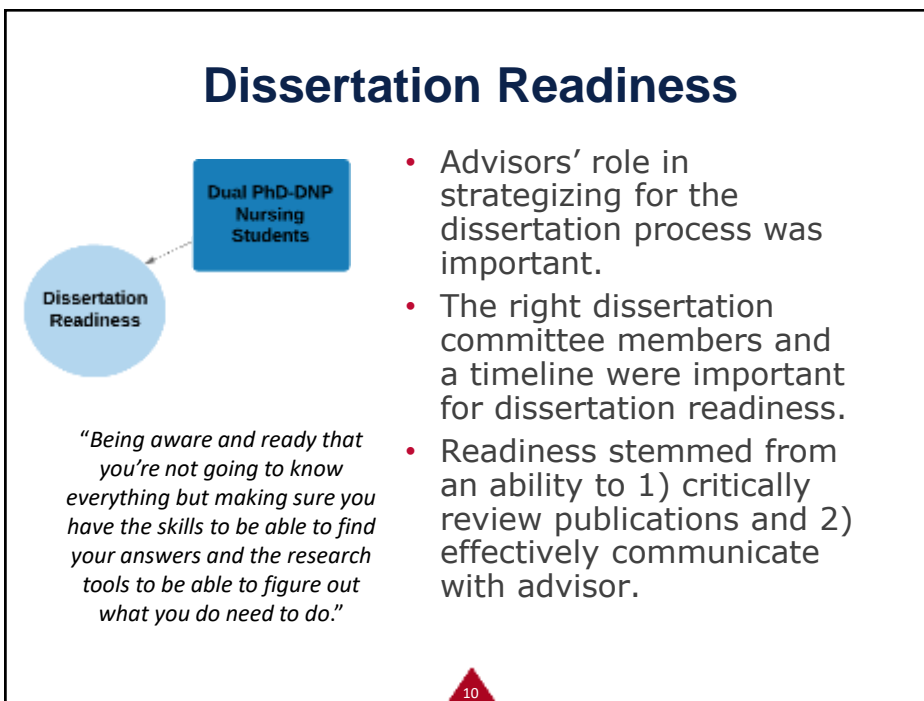 Dissertation Readiness
Dual PhD-DNP
Nursing
Students
Dissertation
Readiness
“Being aware and ready that
you’re not going to know
everything but making sure you
have the skills to be able to find
your answers and the research
tools to be able to figure out
what you do need to do.”
• Advisors’ role in
strategizing for the
dissertation process was
important.
• The right dissertation
committee members and
a timeline were important
for dissertation readiness.
• Readiness stemmed from
an ability to 1) critically
review publications and 2)
effectively communicate
with advisor.
10